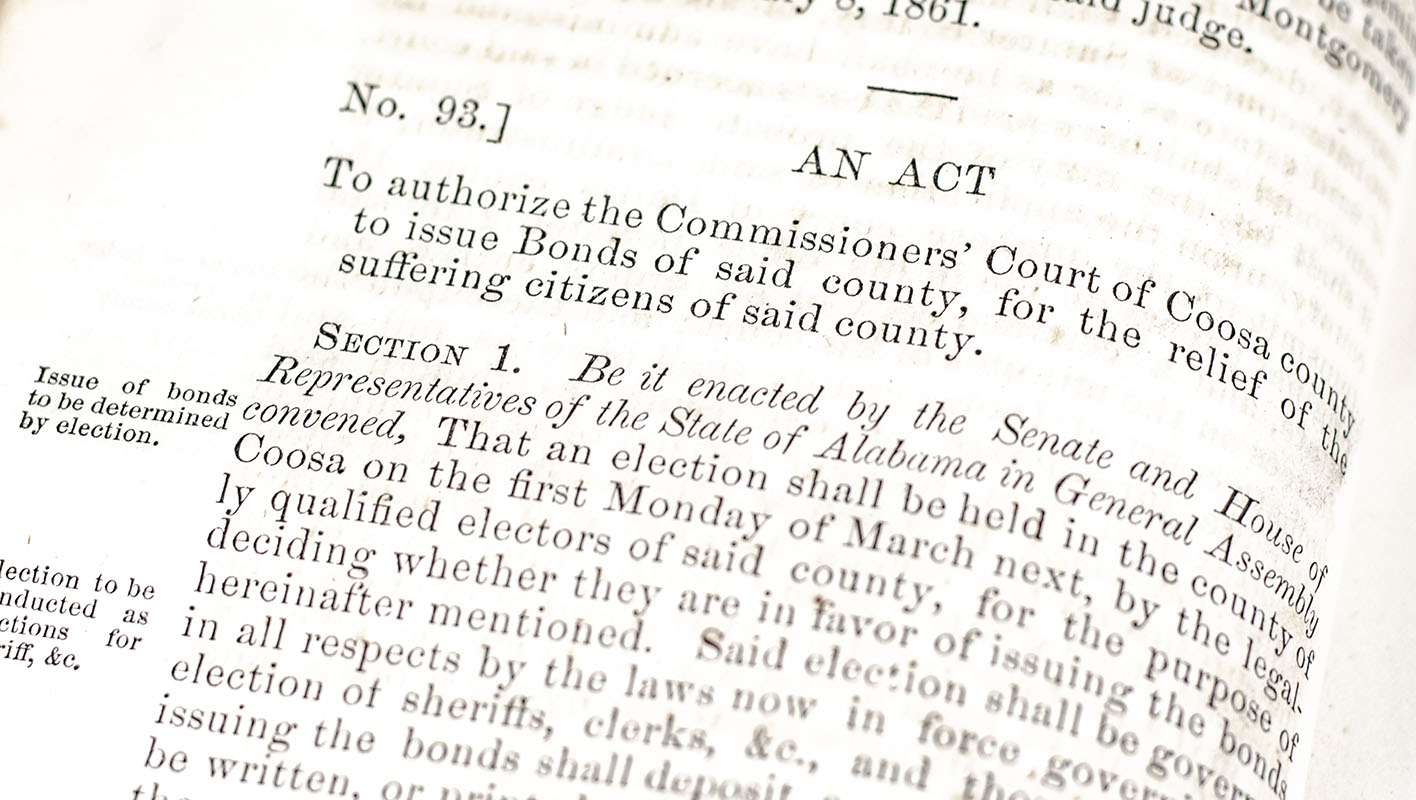 8, 1861.
said judge.
Montgomery
be taken
No. 93.]
AN ACT
To authorize the Commissioners' Court of Coosa county
to issue Bonds of said county, for the relief of the
suffering citizens of said county.
SECTION 1. Be it enacted by the Senate and House of
Representatives of the State of Alabama in General Assembly
convened, That an election shall be held in the county of
Coosa on the first Monday of March next, by the legal-
ly qualified electors of said county, for the purpose of
deciding whether they are in favor of issuing the bonds
hereinafter mentioned. Said election shall be govern
in all respects by the laws now in force govern
election of sheriffs, clerks, &c., and
issuing the bonds shall deposit
be written, or
Issue of bonds
to be determined
by election.
lection to be
nducted as
ctions for
riff, &c.